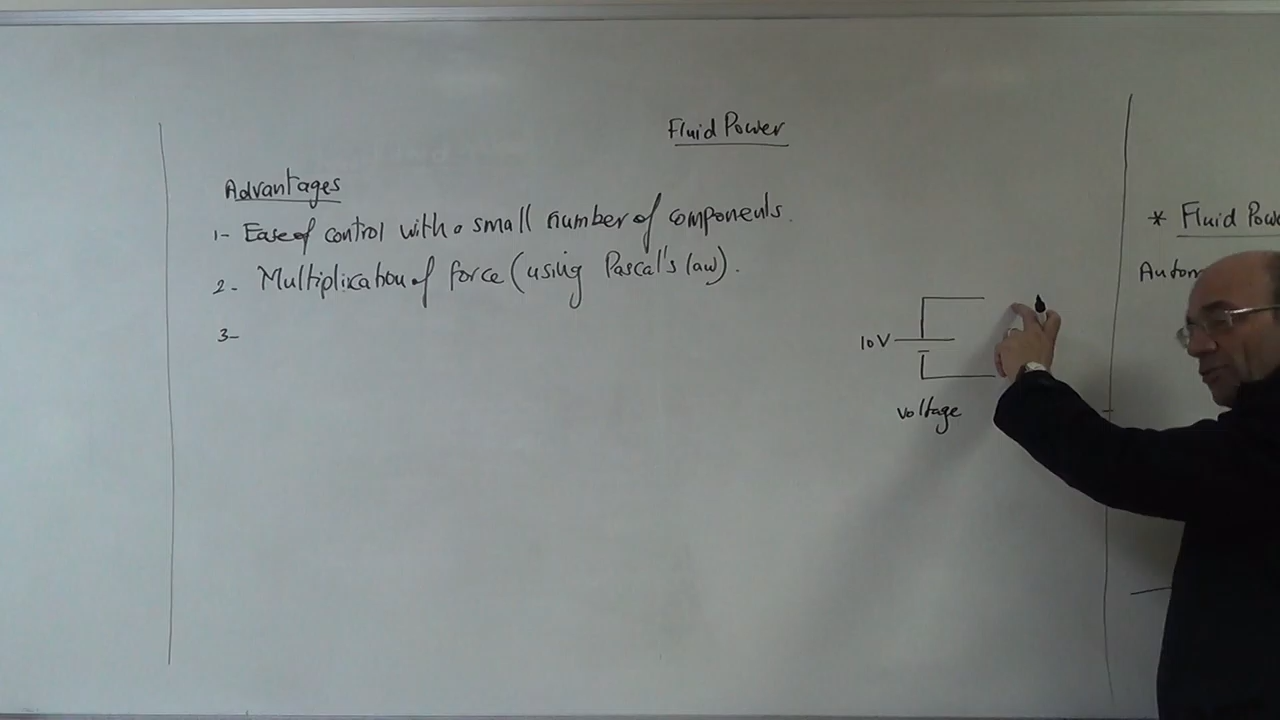 Fluid Power
Advantages
1- Ease of control with a small number of components.
2- Multiplication of force (using Pascal's law).
3-
10V
voltage
* Fluid Powe
Autom